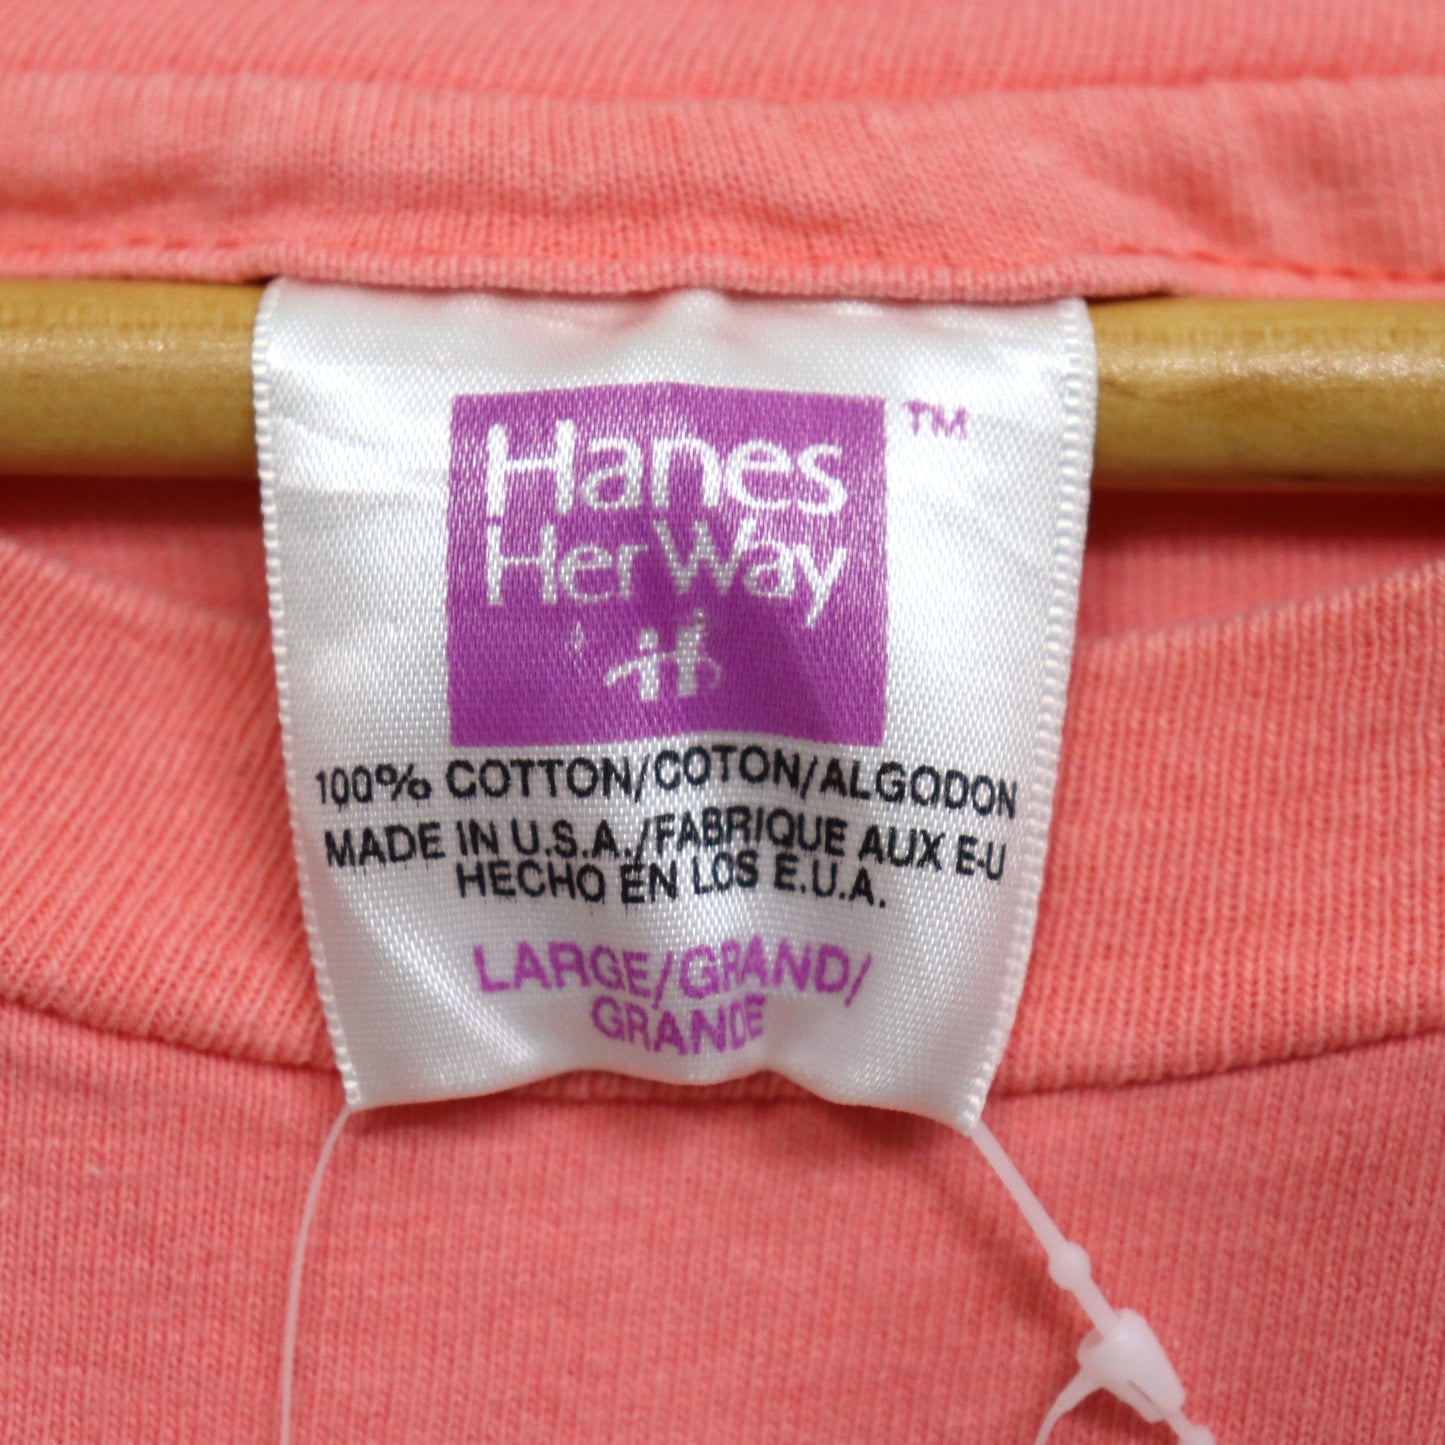 Hanes
Her Way
TM
100% COTTON/COTON/ALGODON
MADE IN U.S.A./FABRIQUE AUX E-U
HECHO EN LOS E.U.A.
LARGE/GRAND/
GRANDE